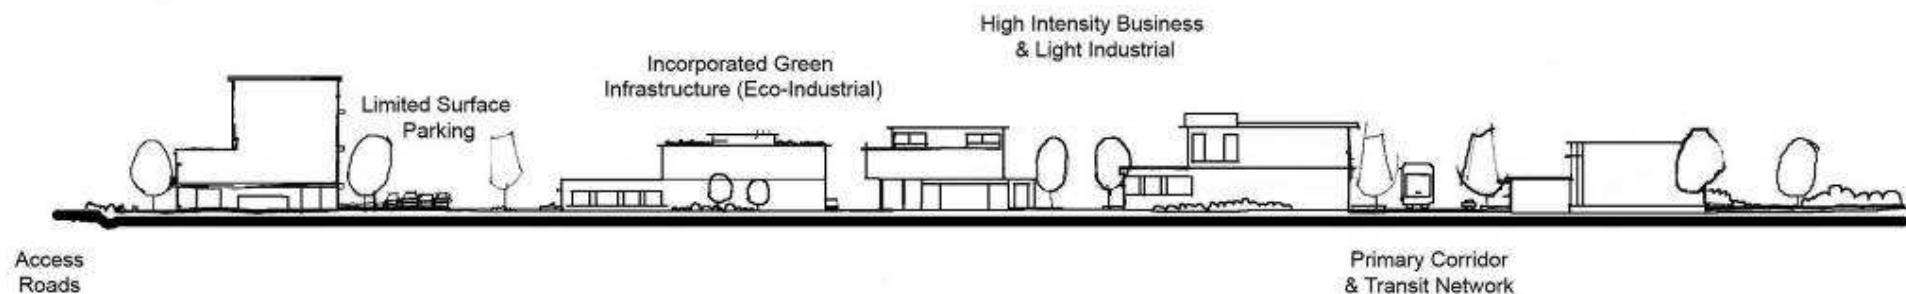 High Intensity Business
& Light Industrial
Incorporated Green
Infrastructure (Eco-Industrial)
Limited Surface
Parking
Access
Roads
Primary Corridor
& Transit Network